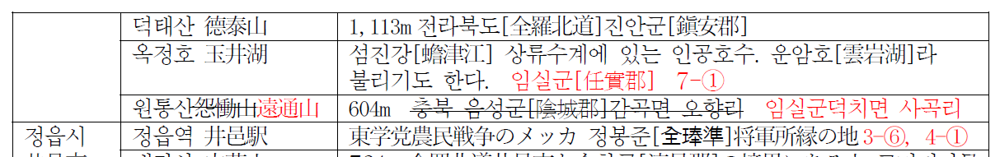 덕태산 德泰山 1,113m 전라북도[全羅北道]진안군[鎭安郡]
옥정호 玉井湖 섬진강[蟾津江] 상류수계에 있는 인공호수. 운암호[雲岩湖]라
불리기도 한다. 임실군[任實郡] 7-①
원통산怨慟山遠通山 604m 충북 음성군[陰城郡]감곡면 오향리 임실군덕치면 사곡리
정읍시 정읍역 井邑駅 東学党農民戦争のメッカ 정봉준[全琫準]将軍所縁の地 3-⑥, 4-①